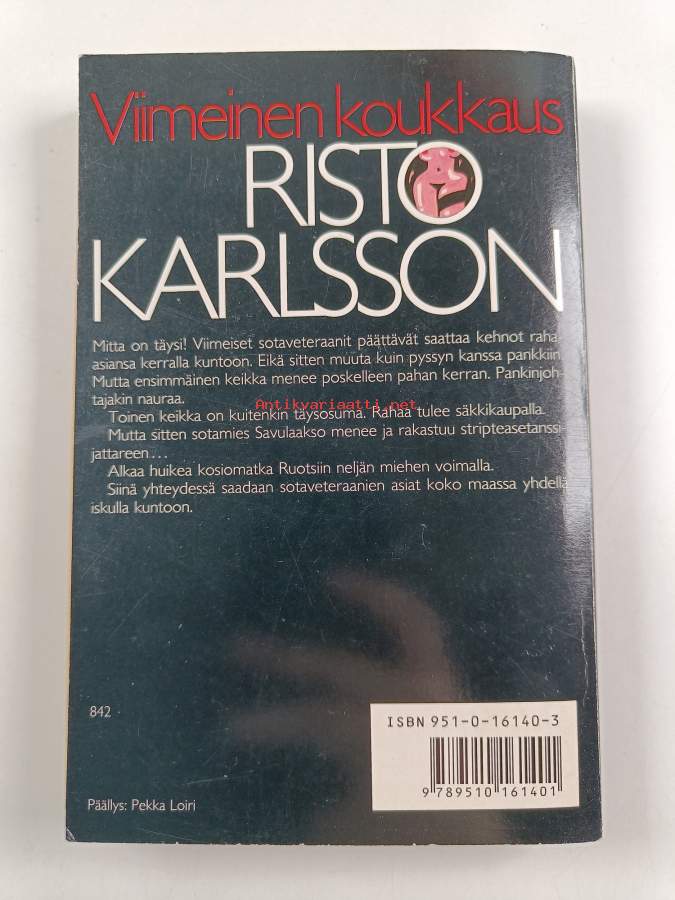 Viimeinen koukkaus
RISTO
KARLSSON
Mitta on täysi! Viimeiset sotaveteraanit päättävät saattaa kehnot raha-
asiansa kerralla kuntoon. Eikä sitten muuta kuin pyssyn kanssa pankkiin.
Mutta ensimmäinen keikka menee poskelleen pahan kerran. Pankinjoh-
tajakin nauraa.
Antikvariaatti.net
Toinen keikka on kuitenkin täysosuma. Rahaa tulee säkkikaupalla.
Mutta sitten sotamies Savulaakso menee ja rakastuu stripteasetanssi-
jattareen...
Alkaa huikea kosiomatka Ruotsiin neljän miehen voimalla.
Siinä yhteydessä saadaan sotaveteraanien asiat koko maassa yhdellä
iskulla kuntoon.
842
ISBN 951-0-16140-3
9 789510 161401
Päällys: Pekka Loiri